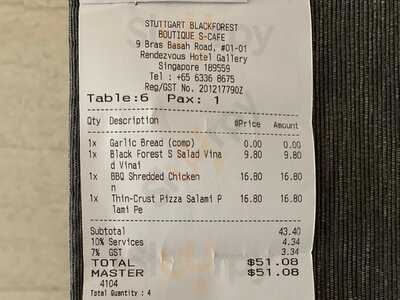 STUTTGART BLACKFOREST
BOUTIQUE S-CAFE
9 Bras Basah Road, #01-01
Rendezvous Hotel Gallery
Singapore 189559
Tel : +65 6336 8675
Reg/GST No. 201217790Z
Table:6 Pax: 1
Qty Description @Price Amount
1x Garlic Bread (comp) 0.00 0.00
1x Black Forest S Salad Vina 9.80 9.80
d Vinai
1x BBQ Shredded Chicken 16.80 16.80
n
1x Thin-Crust Pizza Salami P 16.80 16.80
lami Pe
Subtotal 43.40
10% Services 4.34
7% GST 3.34
TOTAL $51.08
MASTER $51.08
4104
Total Quantity : 4